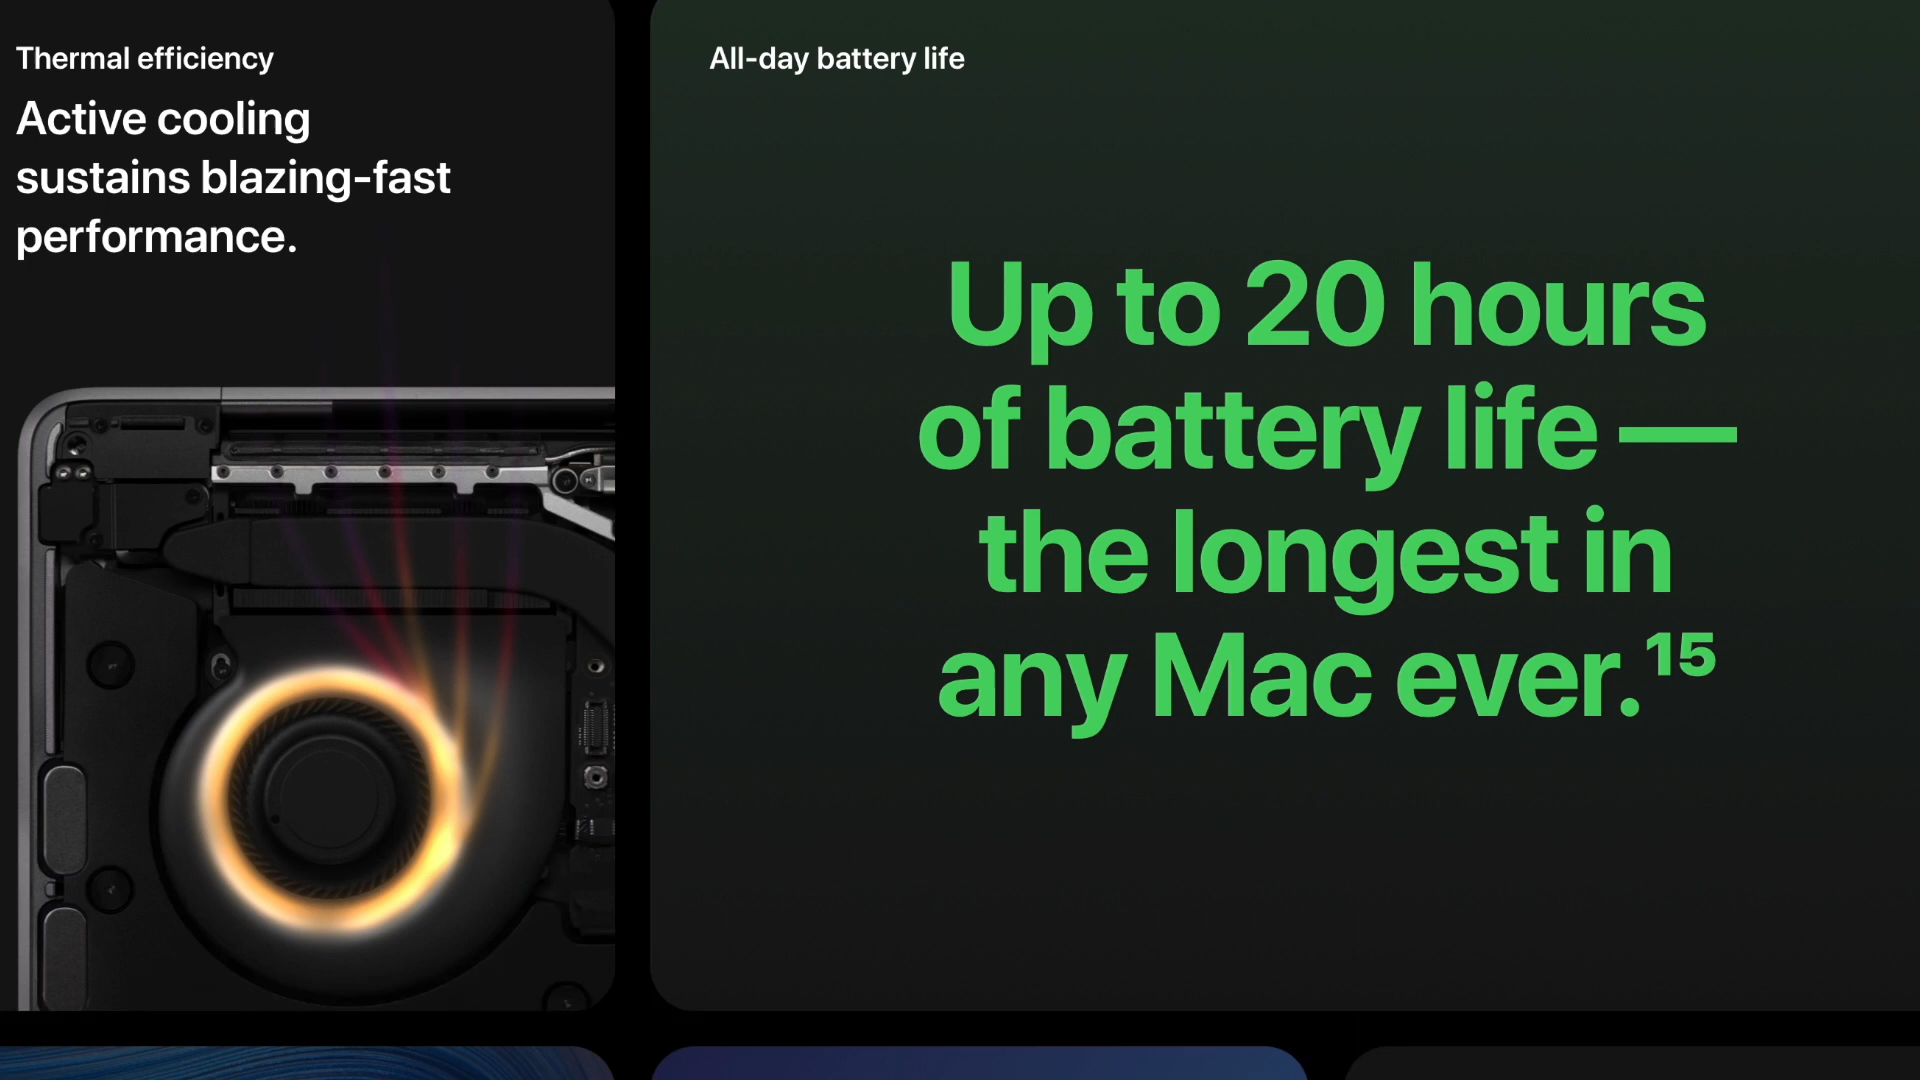 Thermal efficiency
Active cooling
sustains blazing-fast
performance.
All-day battery life
Up to 20 hours
of battery life —
the longest in
any Mac ever.¹⁵